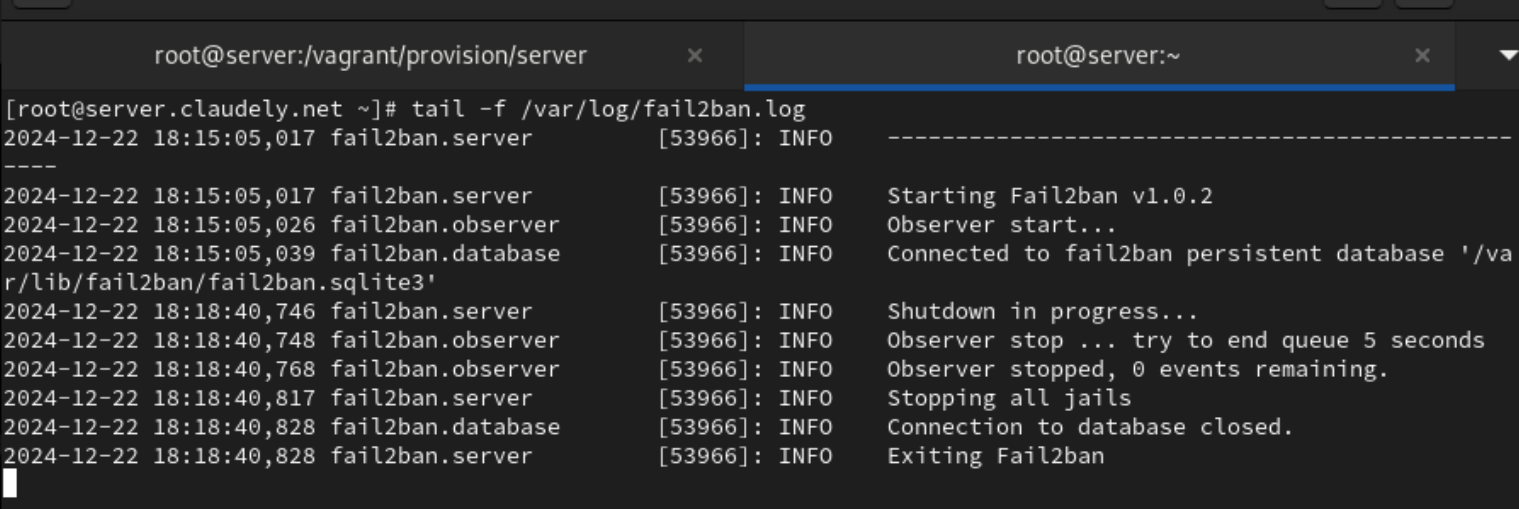 root@server:/vagrant/provision/server × root@server:~ ×
[root@server.claudely.net ~]# tail -f /var/log/fail2ban.log
2024-12-22 18:15:05,017 fail2ban.server         [53966]: INFO    ----------------------------------------------
----
2024-12-22 18:15:05,017 fail2ban.server         [53966]: INFO    Starting Fail2ban v1.0.2
2024-12-22 18:15:05,026 fail2ban.observer       [53966]: INFO    Observer start...
2024-12-22 18:15:05,039 fail2ban.database       [53966]: INFO    Connected to fail2ban persistent database '/va
r/lib/fail2ban/fail2ban.sqlite3'
2024-12-22 18:18:40,746 fail2ban.server         [53966]: INFO    Shutdown in progress...
2024-12-22 18:18:40,748 fail2ban.observer       [53966]: INFO    Observer stop ... try to end queue 5 seconds
2024-12-22 18:18:40,768 fail2ban.observer       [53966]: INFO    Observer stopped, 0 events remaining.
2024-12-22 18:18:40,817 fail2ban.server         [53966]: INFO    Stopping all jails
2024-12-22 18:18:40,828 fail2ban.database       [53966]: INFO    Connection to database closed.
2024-12-22 18:18:40,828 fail2ban.server         [53966]: INFO    Exiting Fail2ban